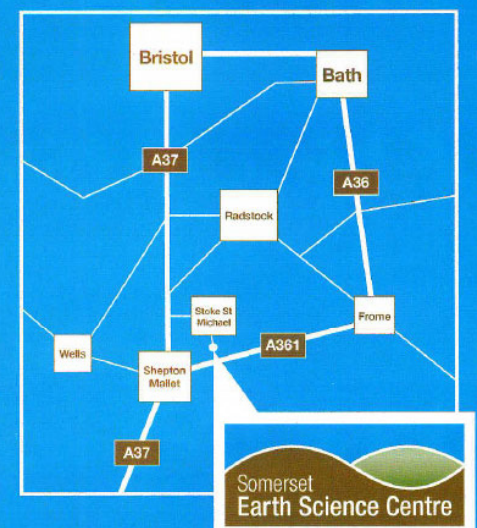 Bristol
Bath
A37
A36
Radstock
Stoke St
Michael
Frome
A361
Wells
Shepton
Mallet
A37
Somerset
Earth Science Centre